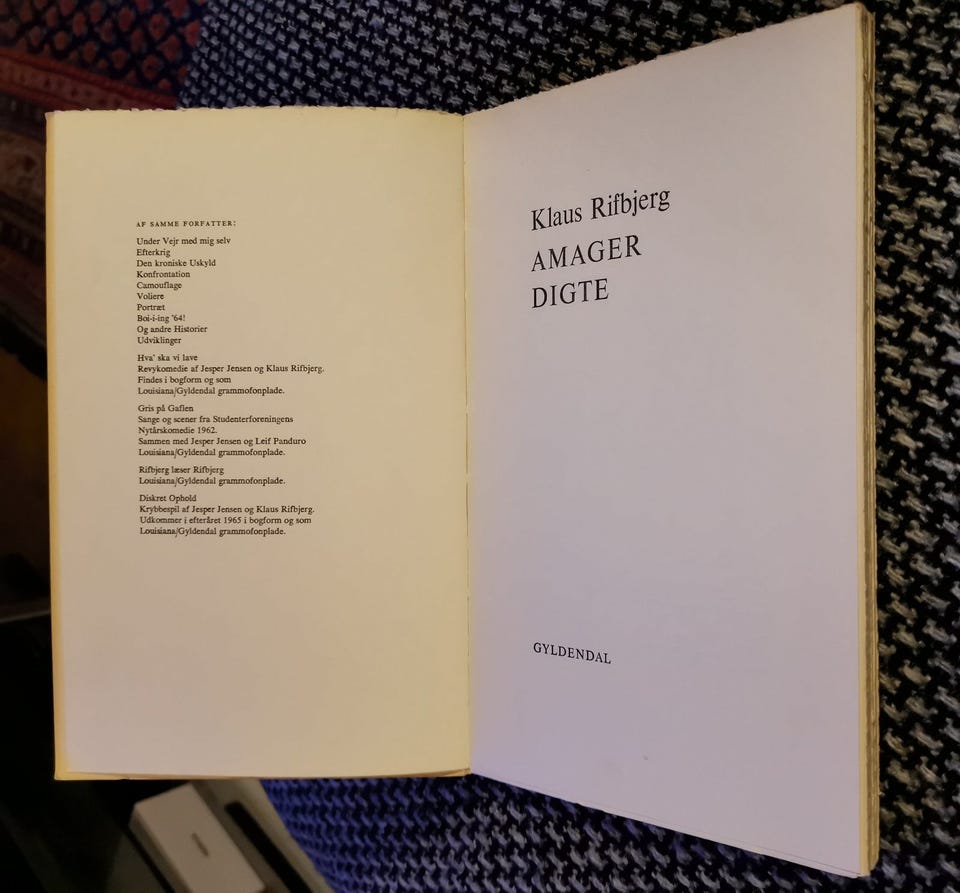 AF SAMME FORFATTER:
Under Vejr med mig selv
Efterkrig
Den kroniske Uskyld
Konfrontation
Camouflage
Voliere
Portræt
Boi-i-ing '64!
Og andre Historier
Udviklinger
Hva' ska vi lave
Revykomedie af Jesper Jensen og Klaus Rifbjerg.
Findes i bogform og som
Louisiana/Gyldendal grammofonplade.
Gris på Gaflen
Sange og scener fra Studenterforeningens
Nytårskomedie 1962.
Sammen med Jesper Jensen og Leif Panduro
Louisiana/Gyldendal grammofonplade.
Rifbjerg læser Rifbjerg
Louisiana/Gyldendal grammofonplade.
Diskret Ophold
Krybbespil af Jesper Jensen og Klaus Rifbjerg.
Udkommer i efteråret 1965 i bogform og som
Louisiana/Gyldendal grammofonplade.
Klaus Rifbjerg
AMAGER
DIGTE
GYLDENDAL